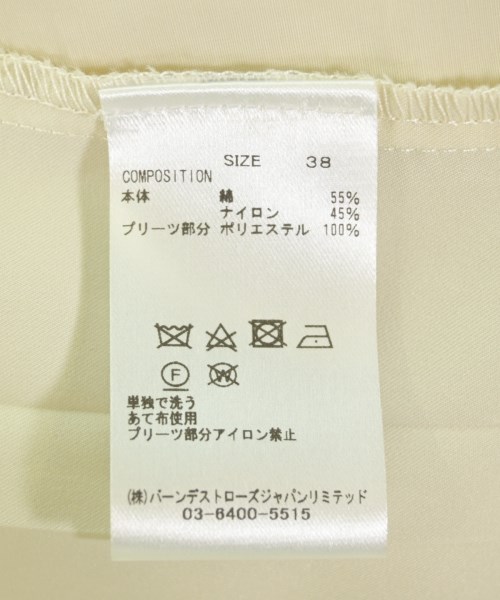 SIZE 38
COMPOSITION
本体 綿 55%
ナイロン 45%
プリーツ部分 ポリエステル 100%
F W
単独で洗う
あて布使用
プリーツ部分アイロン禁止
(株)バーンデストローズジャパンリミテッド
03-6400-5515